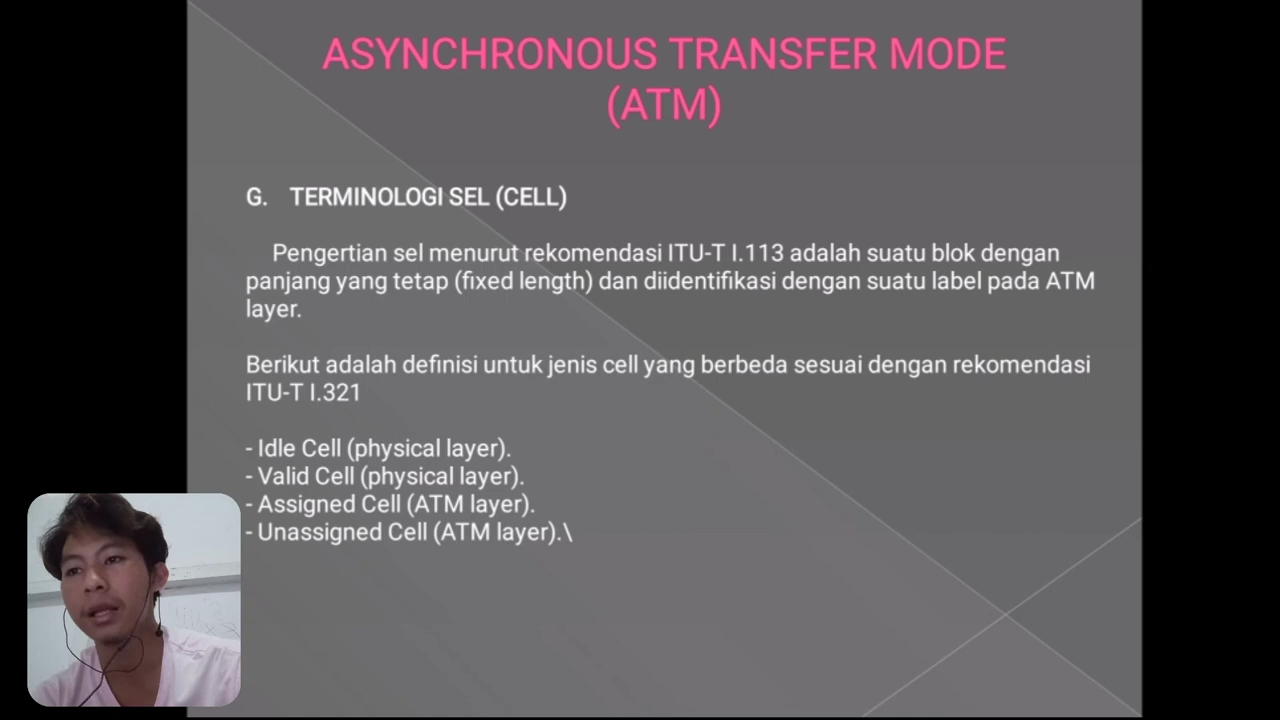 ASYNCHRONOUS TRANSFER MODE
(ATM)
G. TERMINOLOGI SEL (CELL)
Pengertian sel menurut rekomendasi ITU-T I.113 adalah suatu blok dengan
panjang yang tetap (fixed length) dan diidentifikasi dengan suatu label pada ATM
layer.
Berikut adalah definisi untuk jenis cell yang berbeda sesuai dengan rekomendasi
ITU-T I.321
- Idle Cell (physical layer).
- Valid Cell (physical layer).
- Assigned Cell (ATM layer).
- Unassigned Cell (ATM layer).\